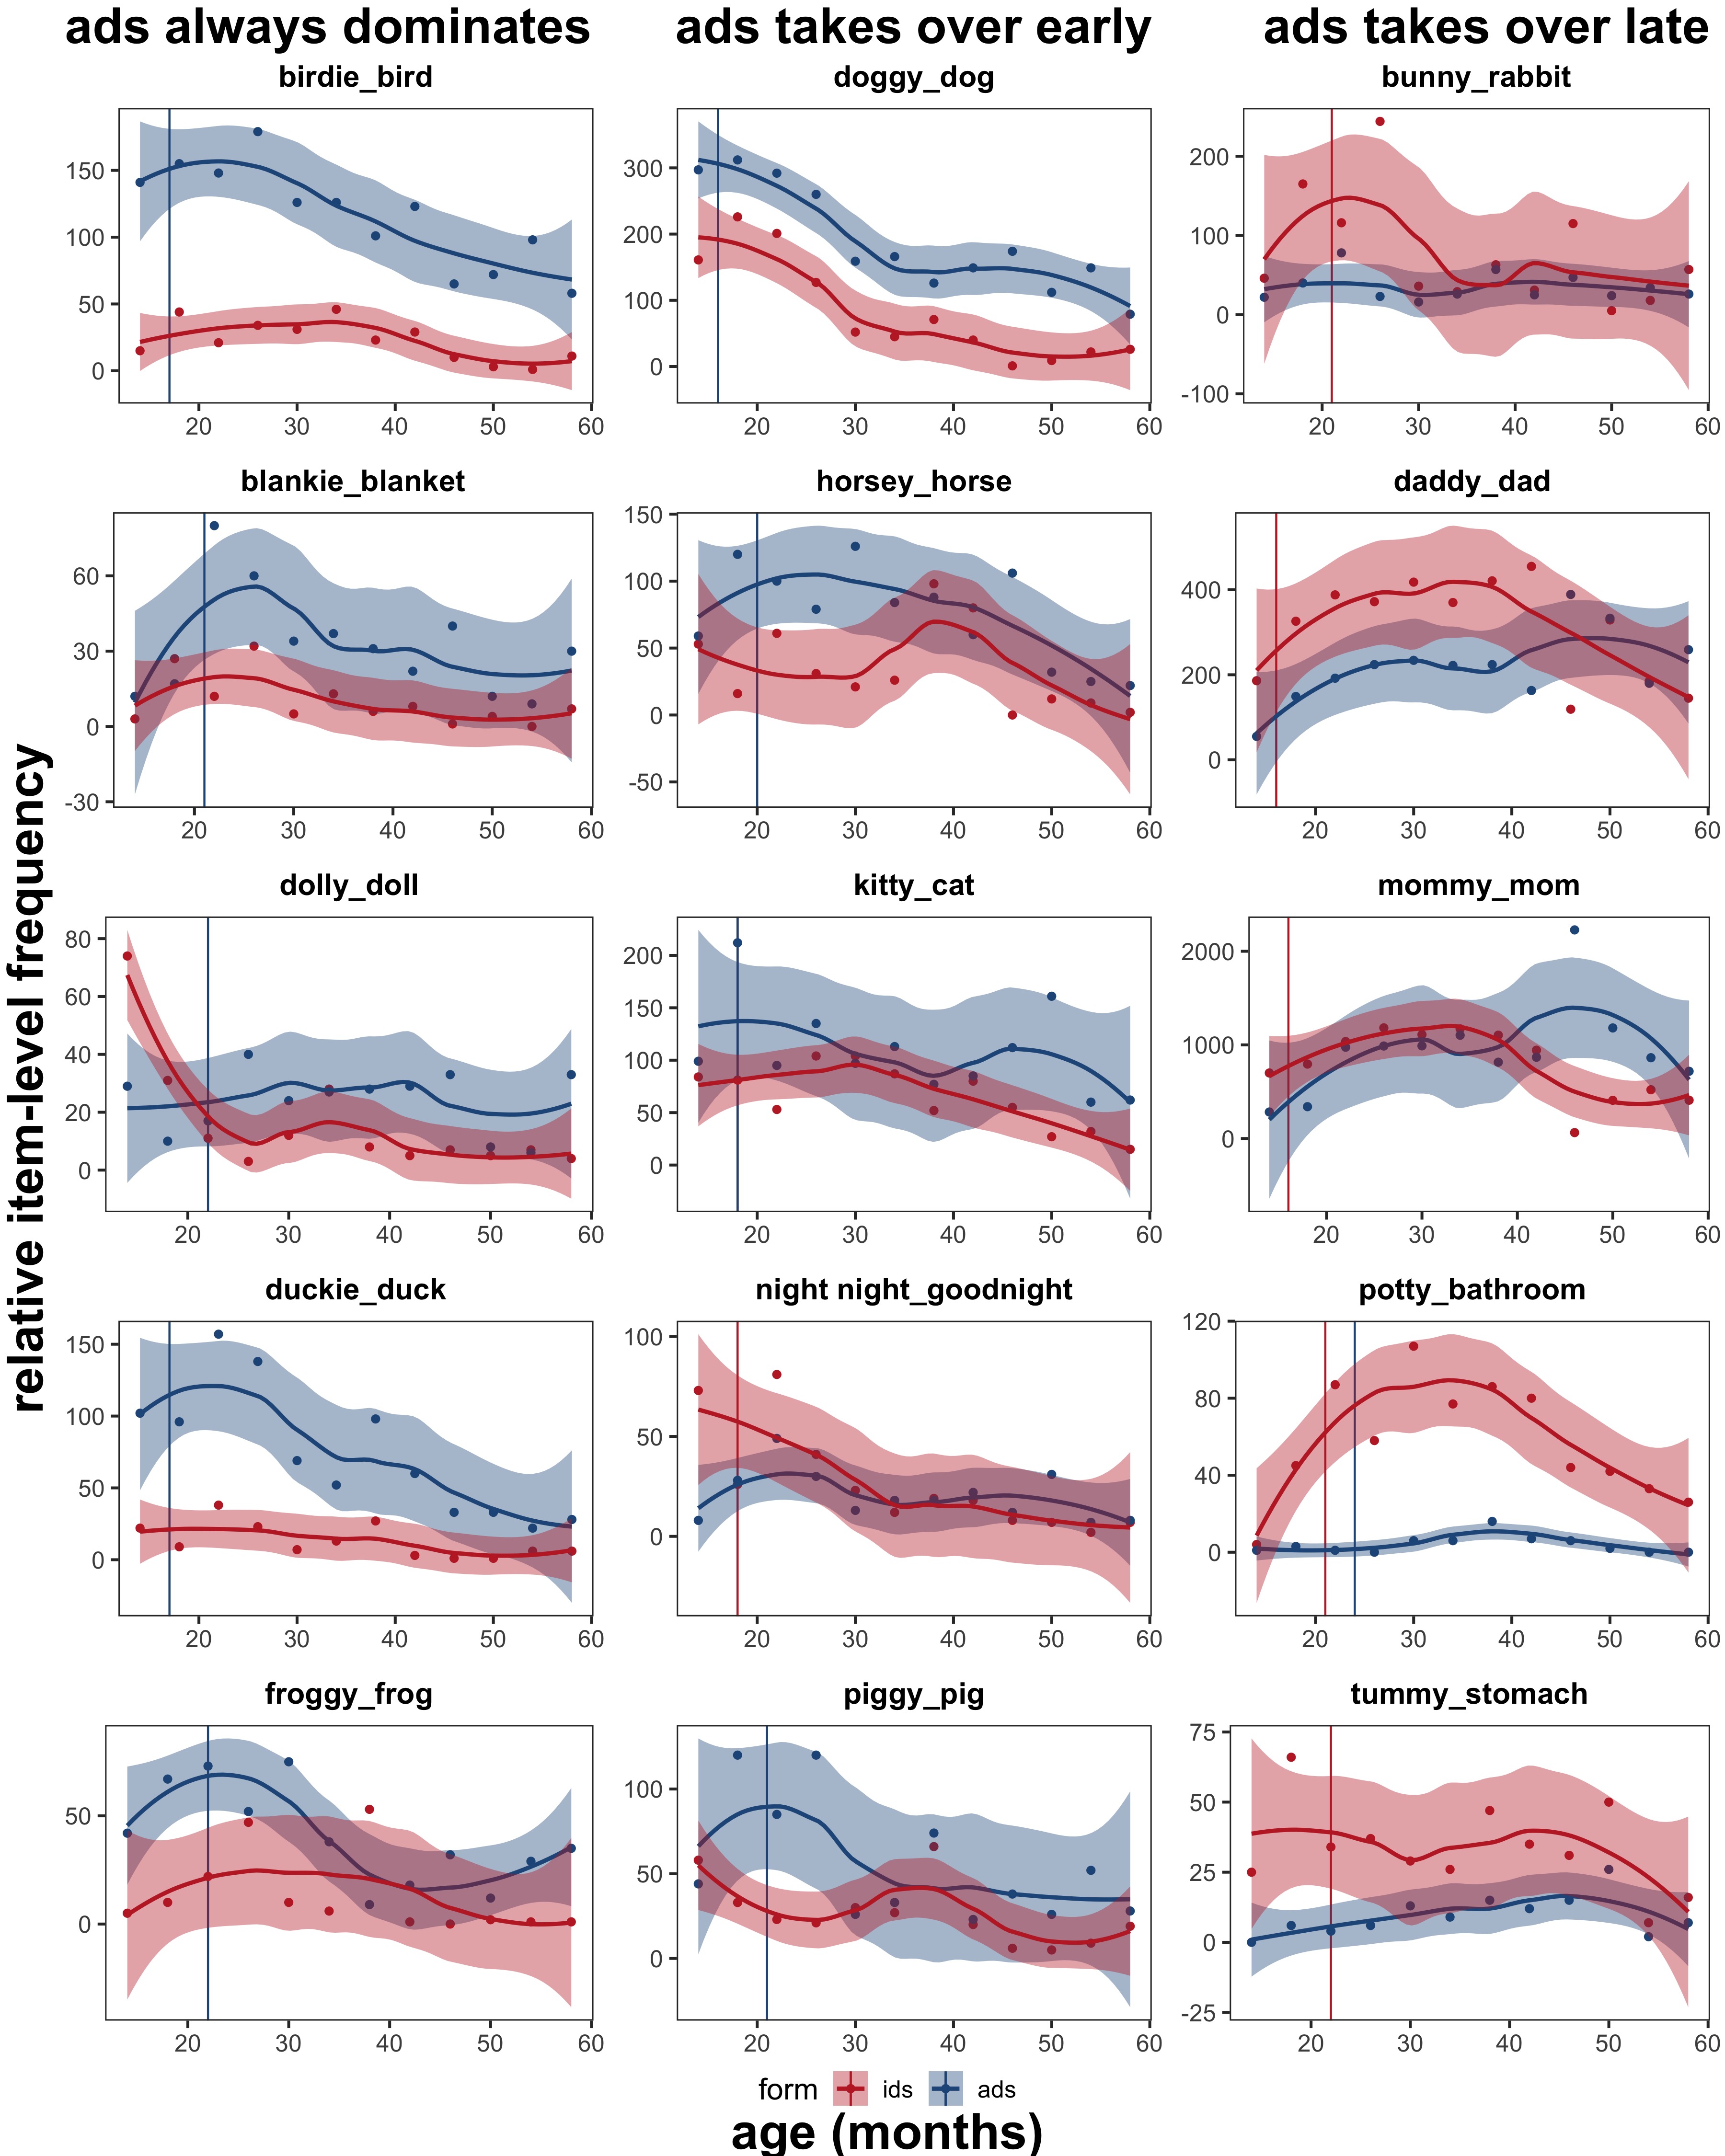 ads always dominates ads takes over early ads takes over late
birdie_bird doggy_dog bunny_rabbit
150
100
50
0
20 30 40 50 60
300
200
100
0
20 30 40 50 60
200
100
0
-100
20 30 40 50 60
blankie_blanket horsey_horse daddy_dad
60
30
0
-30
20 30 40 50 60
150
100
50
0
-50
20 30 40 50 60
400
200
0
20 30 40 50 60
relative item-level frequency
dolly_doll kitty_cat mommy_mom
80
60
40
20
0
20 30 40 50 60
200
150
100
50
0
20 30 40 50 60
2000
1000
0
20 30 40 50 60
duckie_duck night night_goodnight potty_bathroom
150
100
50
0
20 30 40 50 60
100
50
0
20 30 40 50 60
120
80
40
0
20 30 40 50 60
froggy_frog piggy_pig tummy_stomach
50
0
20 30 40 50 60
100
50
0
20 30 40 50 60
75
50
25
0
-25
20 30 40 50 60
form ids ads
age (months)